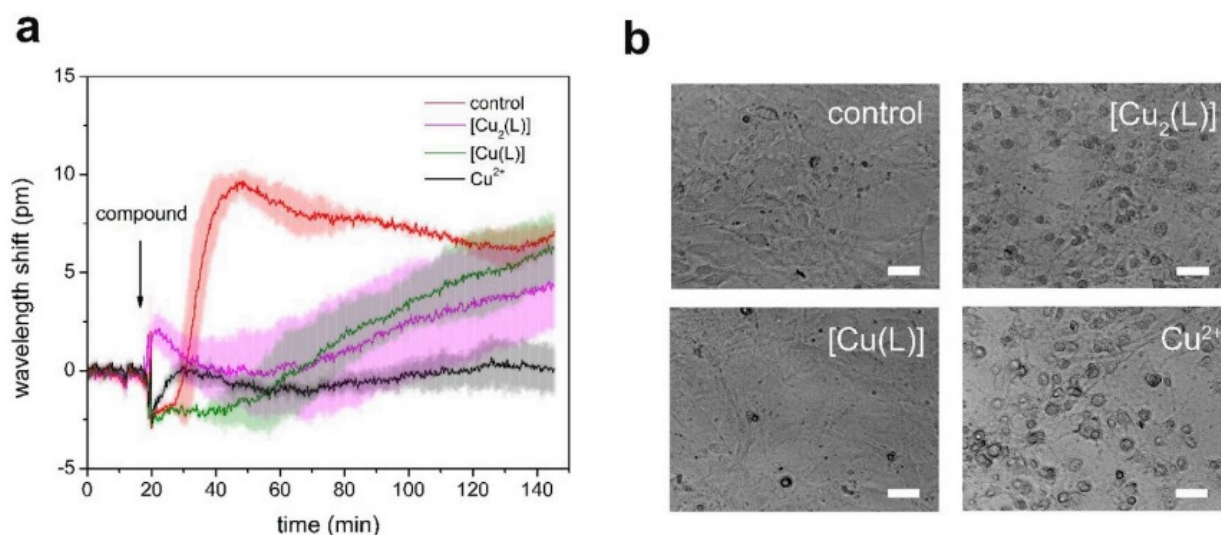 a
b
15
10
5
0
-5
wavelength shift (pm)
compound
control
[Cu₂(L)]
[Cu(L)]
Cu²⁺
0 20 40 60 80 100 120 140
time (min)
control
[Cu₂(L)]
[Cu(L)]
Cu²⁺